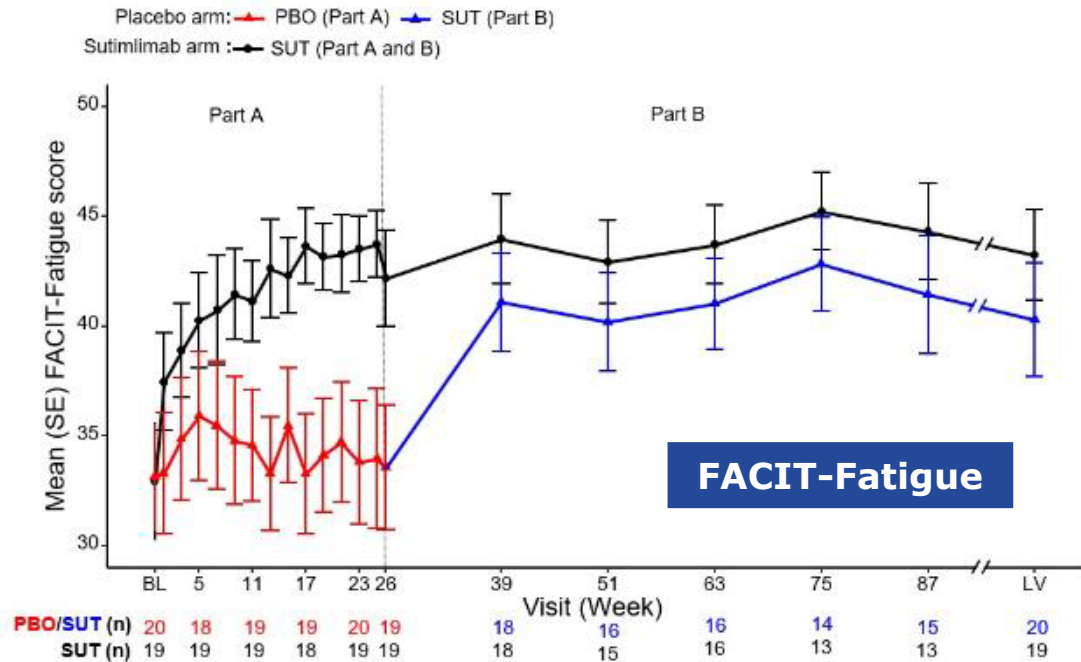 Placebo arm: PBO (Part A) SUT (Part B)
Sutimlimab arm : SUT (Part A and B)
Part A Part B
Mean (SE) FACIT-Fatigue score
50
45
40
35
30
FACIT-Fatigue
BL 5 11 17 23 26 39 51 63 75 87 LV
Visit (Week)
PBO/SUT (n) 20 18 19 19 20 19 18 16 16 14 15 20
SUT (n) 19 19 19 18 19 19 18 15 16 13 13 19